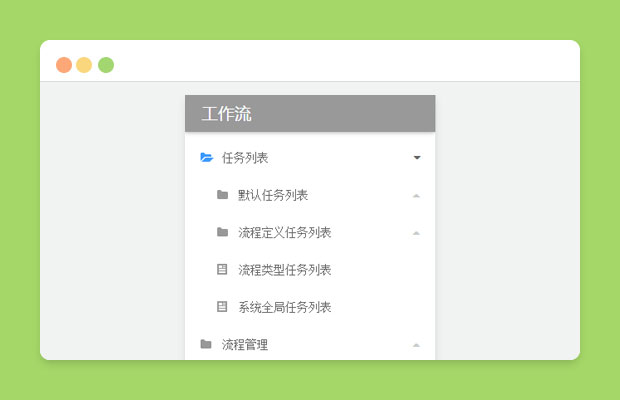 工作流
任务列表
默认任务列表
流程定义任务列表
流程类型任务列表
系统全局任务列表
流程管理